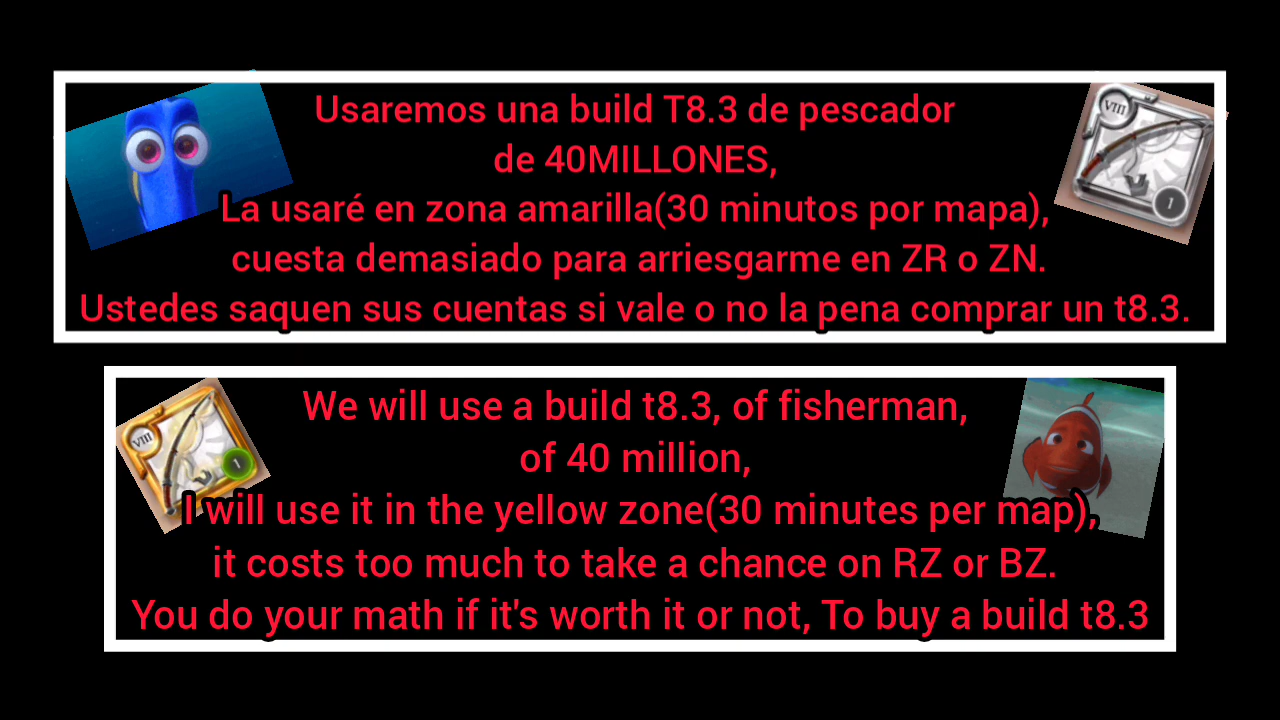 Usaremos una build T8.3 de pescador
de 40MILLONES,
La usaré en zona amarilla(30 minutos por mapa),
cuesta demasiado para arriesgarme en ZR o ZN.
Ustedes saquen sus cuentas si vale o no la pena comprar un t8.3.
VIII
1
We will use a build t8.3, of fisherman,
of 40 million,
I will use it in the yellow zone(30 minutes per map),
it costs too much to take a chance on RZ or BZ.
You do your math if it's worth it or not, To buy a build t8.3
VIII
1